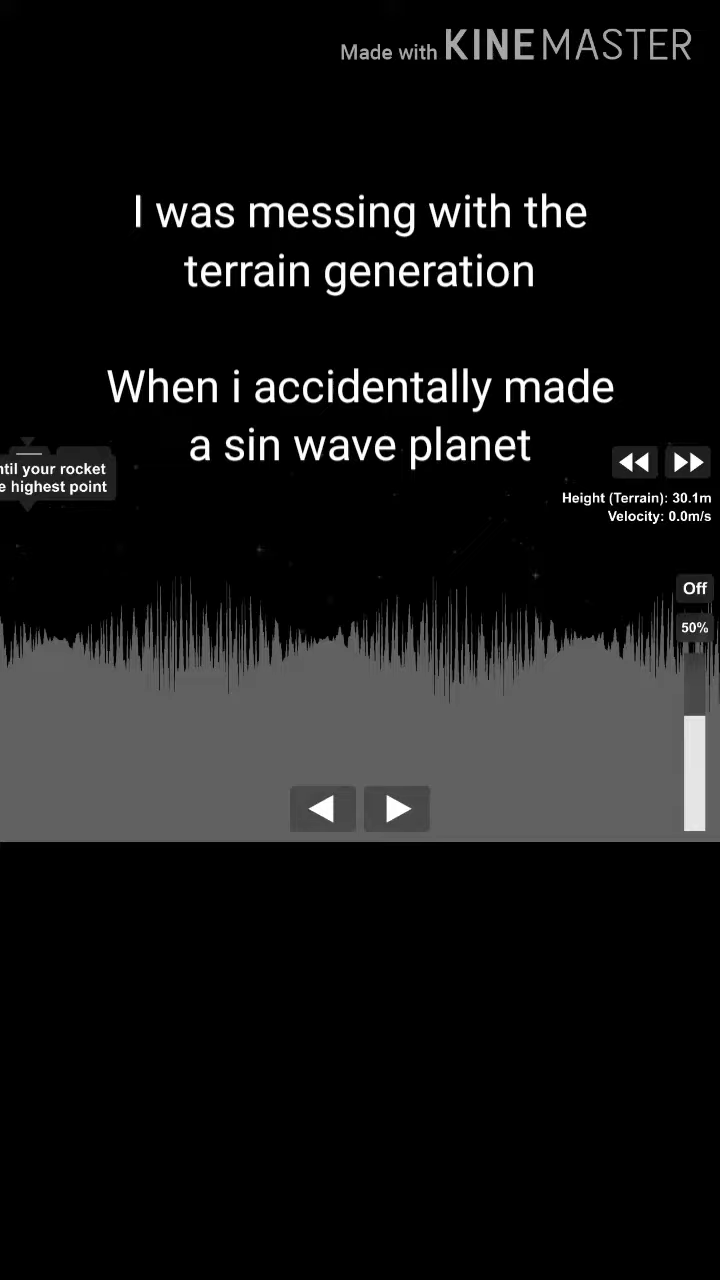 Made with KINEMASTER
I was messing with the
terrain generation
When i accidentally made
a sin wave planet
your rocket
highest point
Height (Terrain): 30.1m
Velocity: 0.0m/s
Off
50%